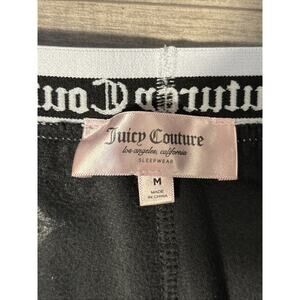 Juicy Couture
los angeles, california
SLEEPWEAR
M
MADE
IN CHINA